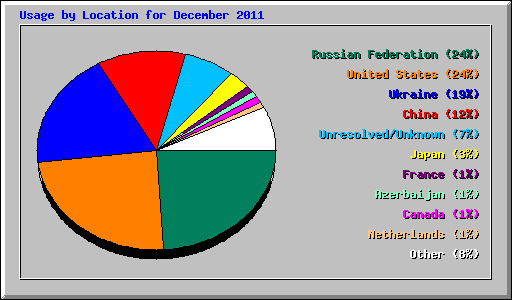 Usage by Location for December 2011
Russian Federation (24%)
United States (24%)
Ukraine (19%)
China (12%)
Unresolved/Unknown (7%)
Japan (3%)
France (1%)
Azerbaijan (1%)
Canada (1%)
Netherlands (1%)
Other (8%)